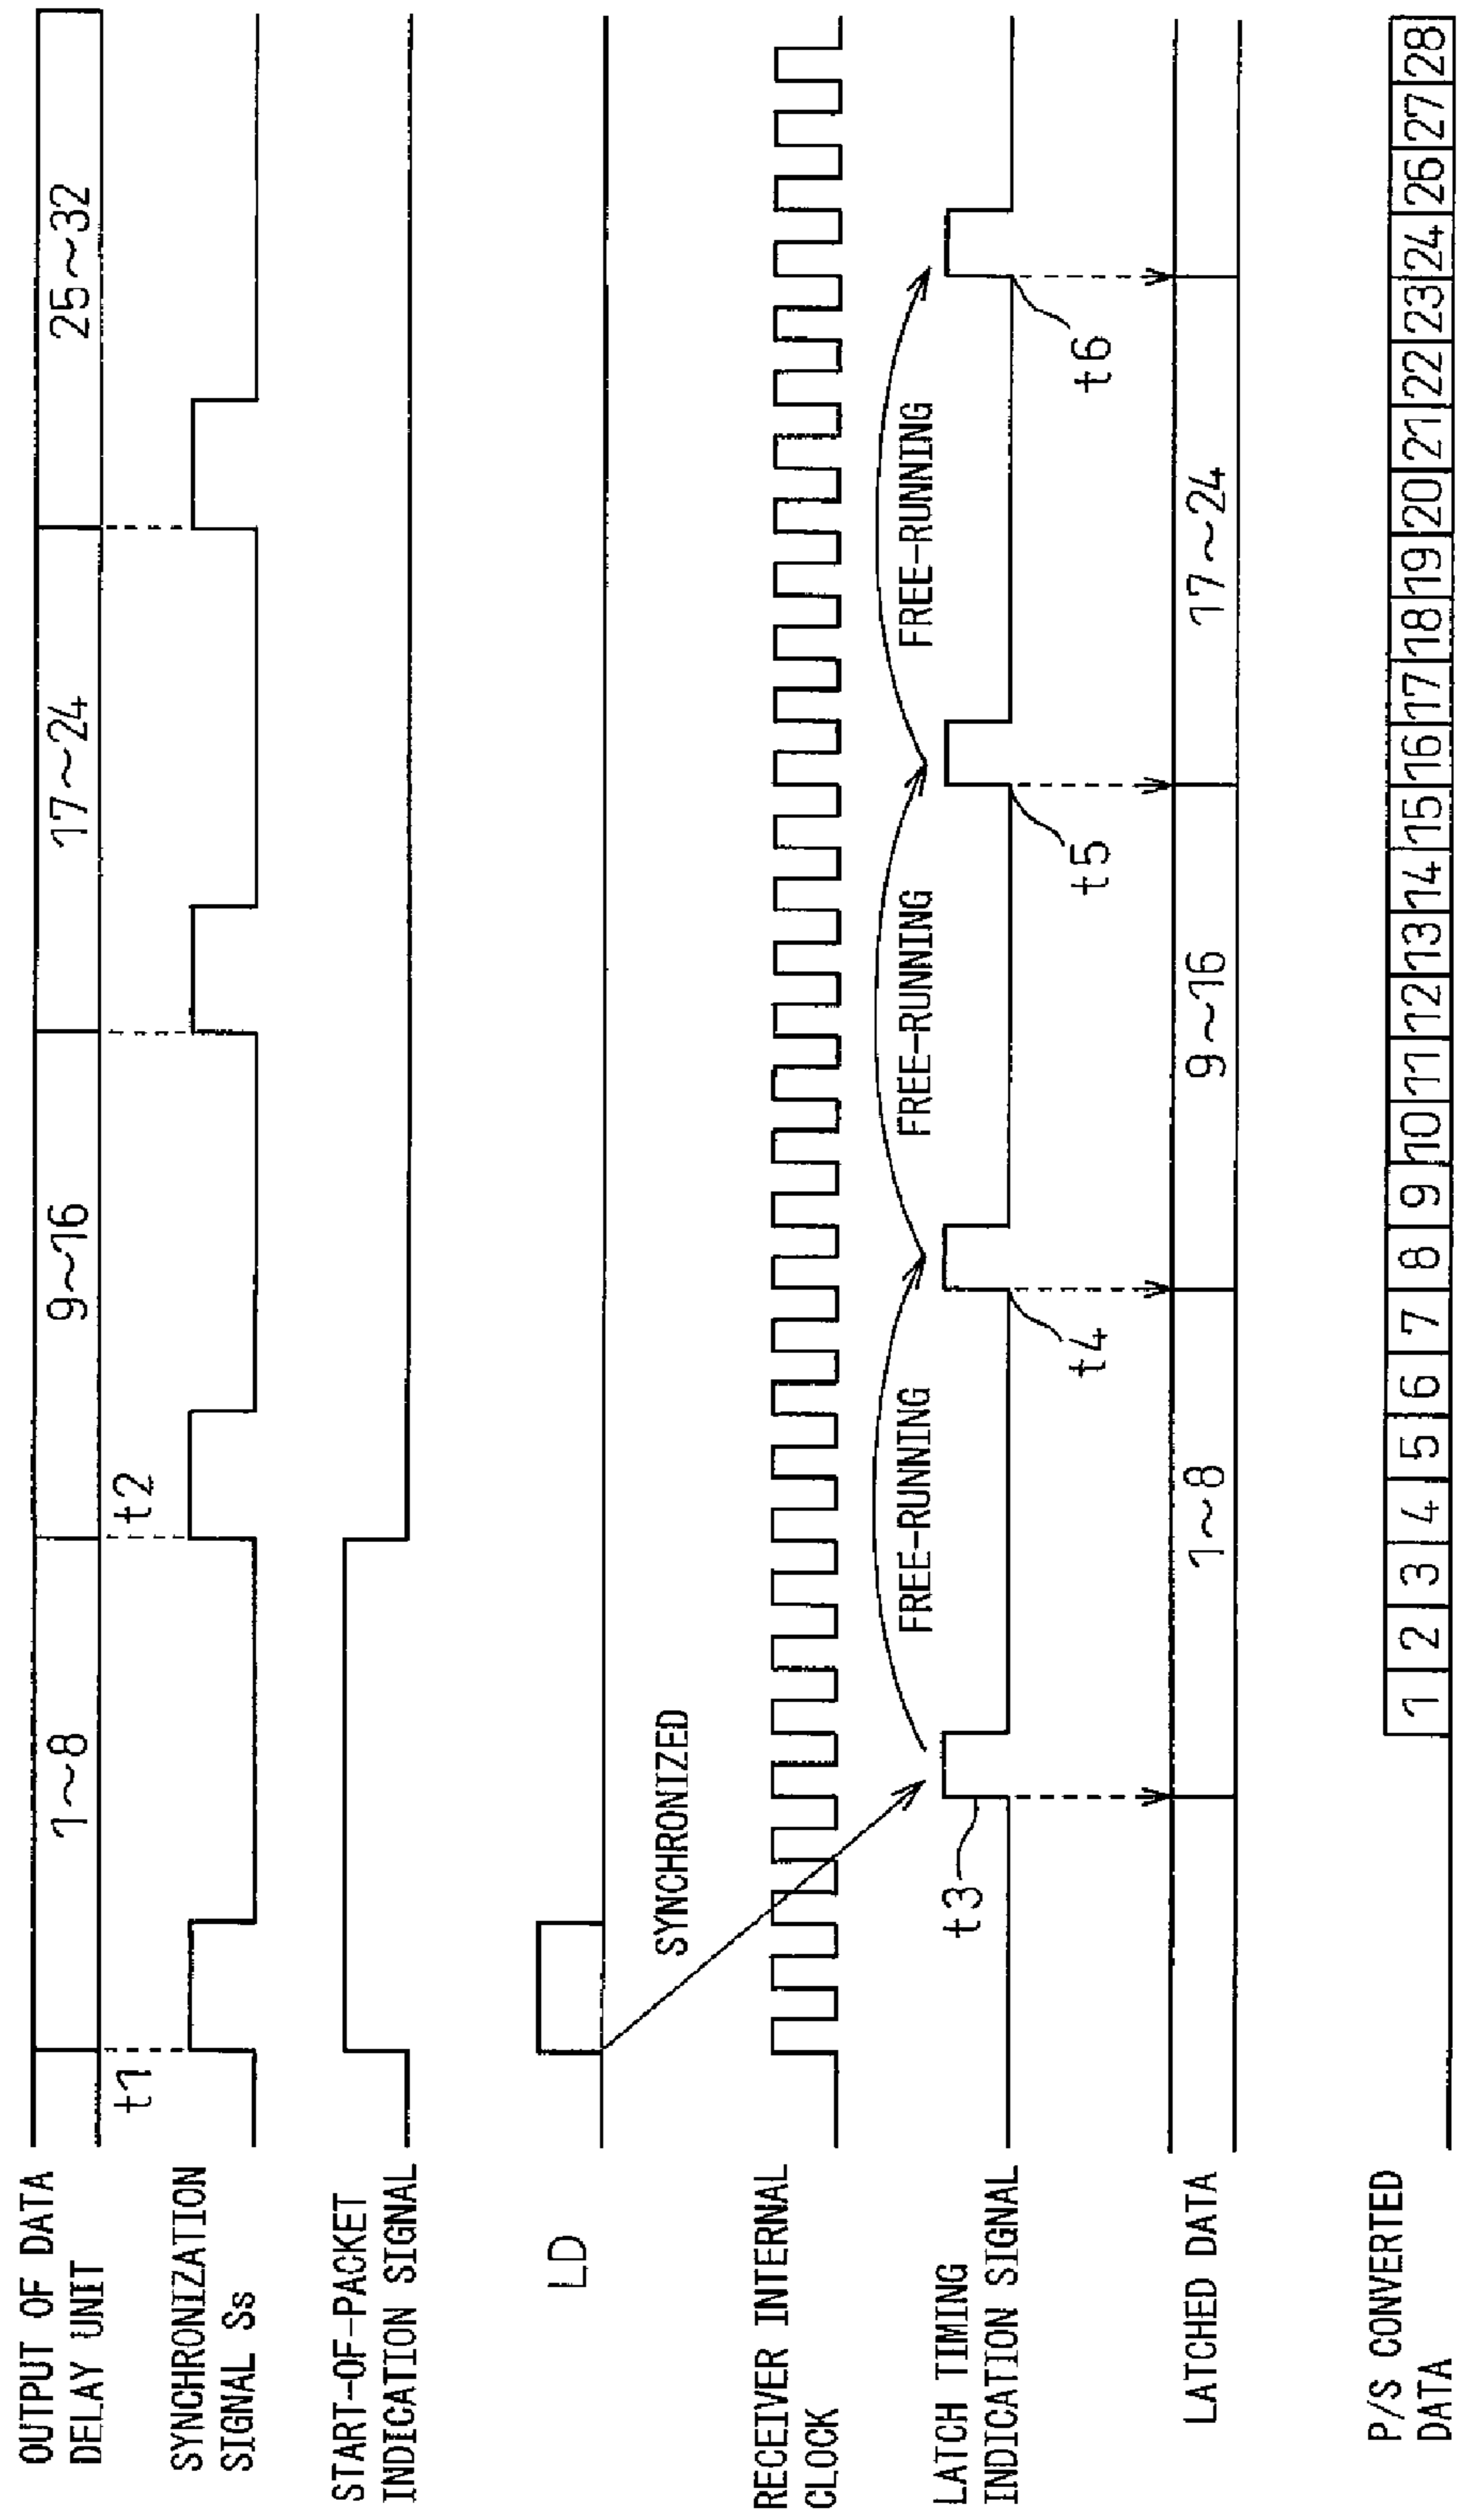 OUTPUT OF DATA
DELAY UNIT
1~8
9~16
17~24
25~32
t1
t2
SYNCHRONIZATION
SIGNAL Ss
START-OF-PACKET
INDICATION SIGNAL
LD
SYNCHRONIZED
RECEIVER INTERNAL
CLOCK
FREE-RUNNING
FREE-RUNNING
FREE-RUNNING
LATCH TIMING
INDICATION SIGNAL
t3
t4
t5
t6
LATCHED DATA
1~8
9~16
17~24
P/S CONVERTED
DATA
1 2 3 4 5 6 7 8 9 10 11 12 13 14 15 16 17 18 19 20 21 22 23 24 26 27 28